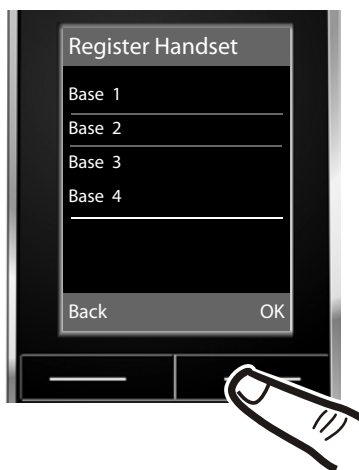 Register Handset
Base 1
Base 2
Base 3
Base 4
Back OK